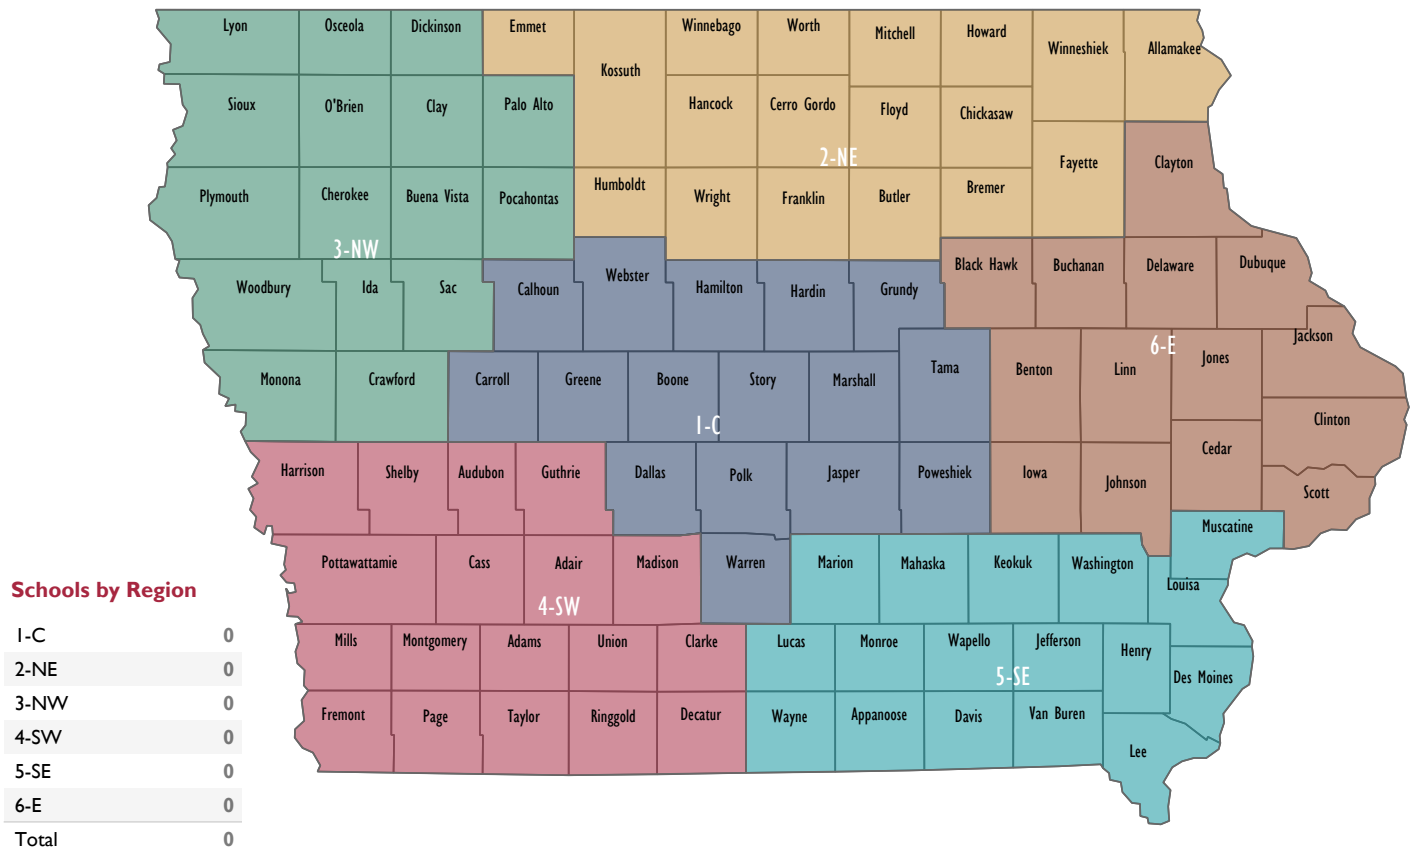 Lyon Osceola Dickinson Emmet Winnebago Worth Mitchell Howard Winneshiek Allamakee
Kossuth
Sioux O'Brien Clay Palo Alto Hancock Cerro Gordo Floyd Chickasaw
2-NE
Fayette Clayton
Plymouth Cherokee Buena Vista Pocahontas Humboldt Wright Franklin Butler Bremer
3-NW
Woodbury Ida Sac Calhoun Webster Hamilton Hardin Grundy Black Hawk Buchanan Delaware Dubuque
6-E
Jackson
Monona Crawford Carroll Greene Boone Story Marshall Tama Benton Linn Jones
1-C
Clinton
Cedar
Harrison Shelby Audubon Guthrie Dallas Polk Jasper Poweshiek Iowa Johnson Scott
Muscatine
Pottawattamie Cass Adair Madison Warren Marion Mahaska Keokuk Washington
Louisa
4-SW
Mills Montgomery Adams Union Clarke Lucas Monroe Wapello Jefferson Henry
5-SE
Des Moines
Fremont Page Taylor Ringgold Decatur Wayne Appanoose Davis Van Buren
Lee
Schools by Region
1-C 0
2-NE 0
3-NW 0
4-SW 0
5-SE 0
6-E 0
Total 0